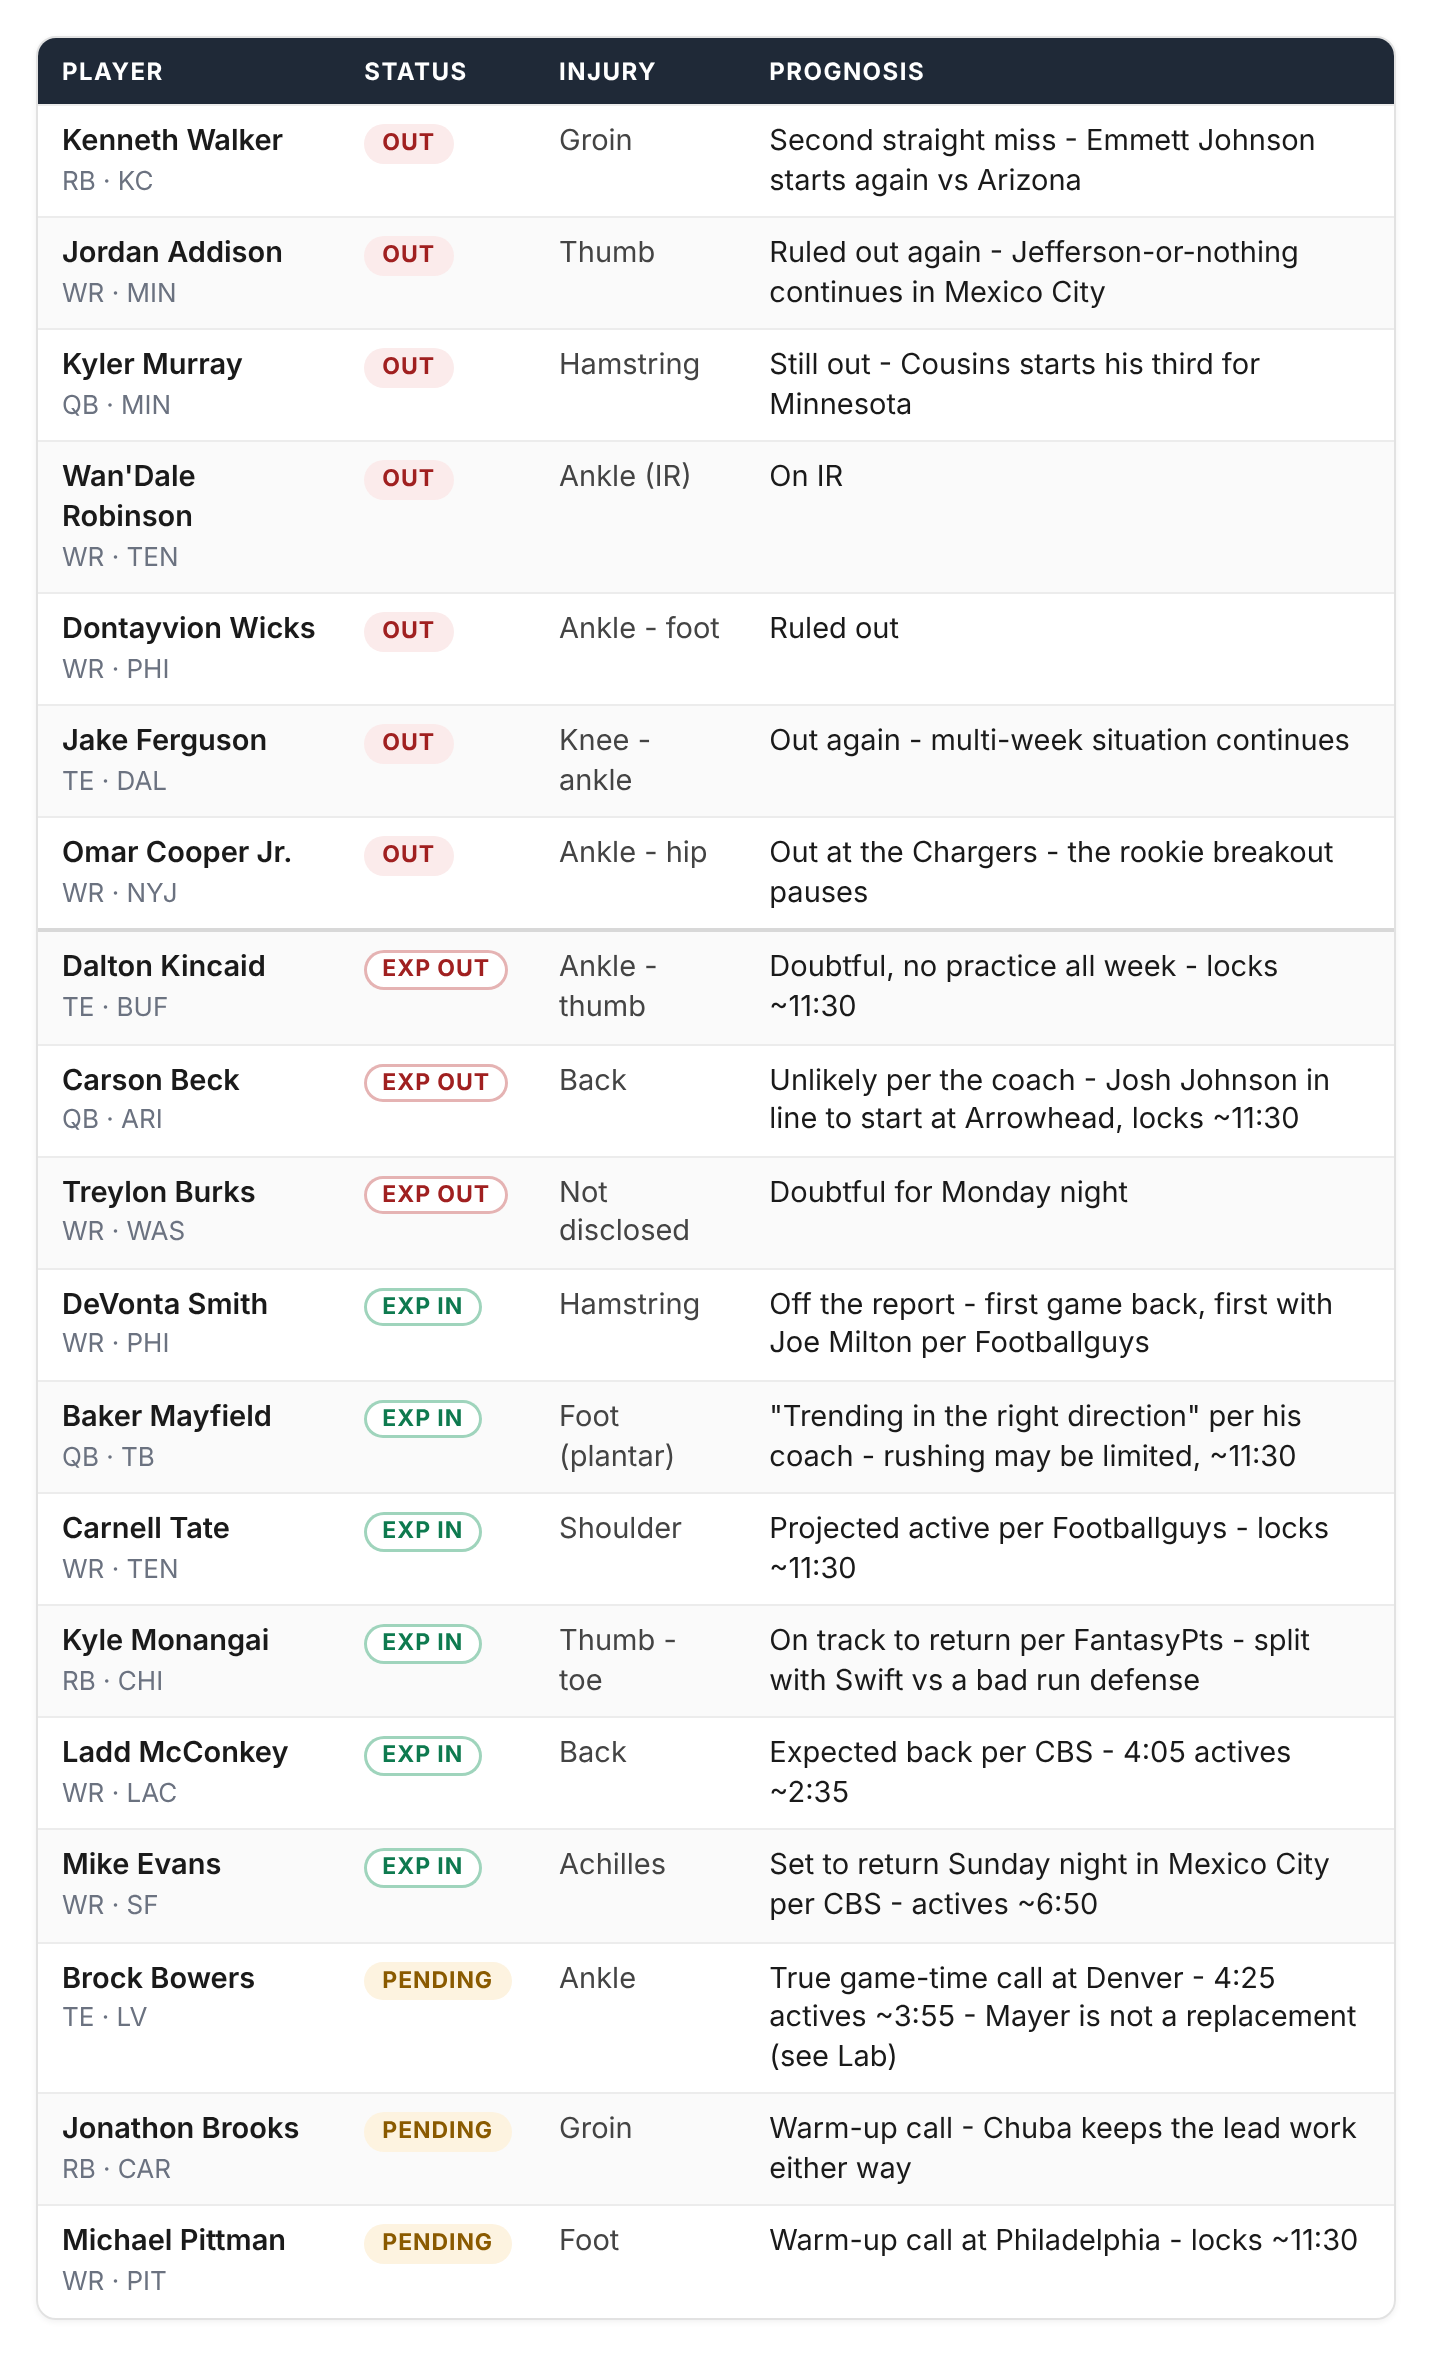 PLAYER STATUS INJURY PROGNOSIS
Kenneth Walker OUT Groin Second straight miss - Emmett Johnson
RB · KC starts again vs Arizona
Jordan Addison OUT Thumb Ruled out again - Jefferson-or-nothing
WR · MIN continues in Mexico City
Kyler Murray OUT Hamstring Still out - Cousins starts his third for
QB · MIN Minnesota
Wan'Dale OUT Ankle (IR) On IR
Robinson
WR · TEN
Dontayvion Wicks OUT Ankle - foot Ruled out
WR · PHI
Jake Ferguson OUT Knee - Out again - multi-week situation continues
TE · DAL ankle
Omar Cooper Jr. OUT Ankle - hip Out at the Chargers - the rookie breakout
WR · NYJ pauses
Dalton Kincaid EXP OUT Ankle - Doubtful, no practice all week - locks
TE · BUF thumb ~11:30
Carson Beck EXP OUT Back Unlikely per the coach - Josh Johnson in
QB · ARI line to start at Arrowhead, locks ~11:30
Treylon Burks EXP OUT Not Doubtful for Monday night
WR · WAS disclosed
DeVonta Smith EXP IN Hamstring Off the report - first game back, first with
WR · PHI Joe Milton per Footballguys
Baker Mayfield EXP IN Foot "Trending in the right direction" per his
QB · TB (plantar) coach - rushing may be limited, ~11:30
Carnell Tate EXP IN Shoulder Projected active per Footballguys - locks
WR · TEN ~11:30
Kyle Monangai EXP IN Thumb - On track to return per FantasyPts - split
RB · CHI toe with Swift vs a bad run defense
Ladd McConkey EXP IN Back Expected back per CBS - 4:05 actives
WR · LAC ~2:35
Mike Evans EXP IN Achilles Set to return Sunday night in Mexico City
WR · SF per CBS - actives ~6:50
Brock Bowers PENDING Ankle True game-time call at Denver - 4:25
TE · LV actives ~3:55 - Mayer is not a replacement
(see Lab)
Jonathon Brooks PENDING Groin Warm-up call - Chuba keeps the lead work
RB · CAR either way
Michael Pittman PENDING Foot Warm-up call at Philadelphia - locks ~11:30
WR · PIT